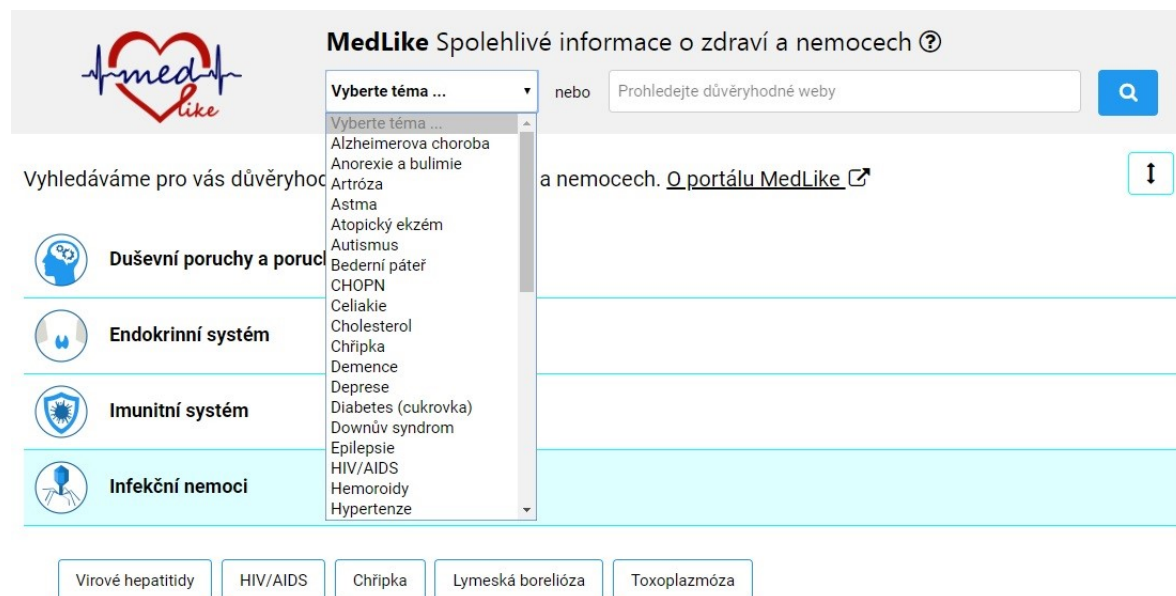 med
like
MedLike Spolehlivé informace o zdraví a nemocech ?
Vyberte téma ... nebo Prohledejte důvěryhodné weby
Vyberte téma ...
Alzheimerova choroba
Anorexie a bulimie
Artróza
Astma
Atopický ekzém
Autismus
Bederní páteř
CHOPN
Celiakie
Cholesterol
Chřipka
Demence
Deprese
Diabetes (cukrovka)
Downův syndrom
Epilepsie
HIV/AIDS
Hemoroidy
Hypertenze
Vyhledáváme pro vás a nemocech. O portálu MedLike
Duševní poruchy a
Endokrinní systém
Imunitní systém
Infekční nemoci
Virové hepatitidy HIV/AIDS Chřipka Lymeská borelióza Toxoplazmóza